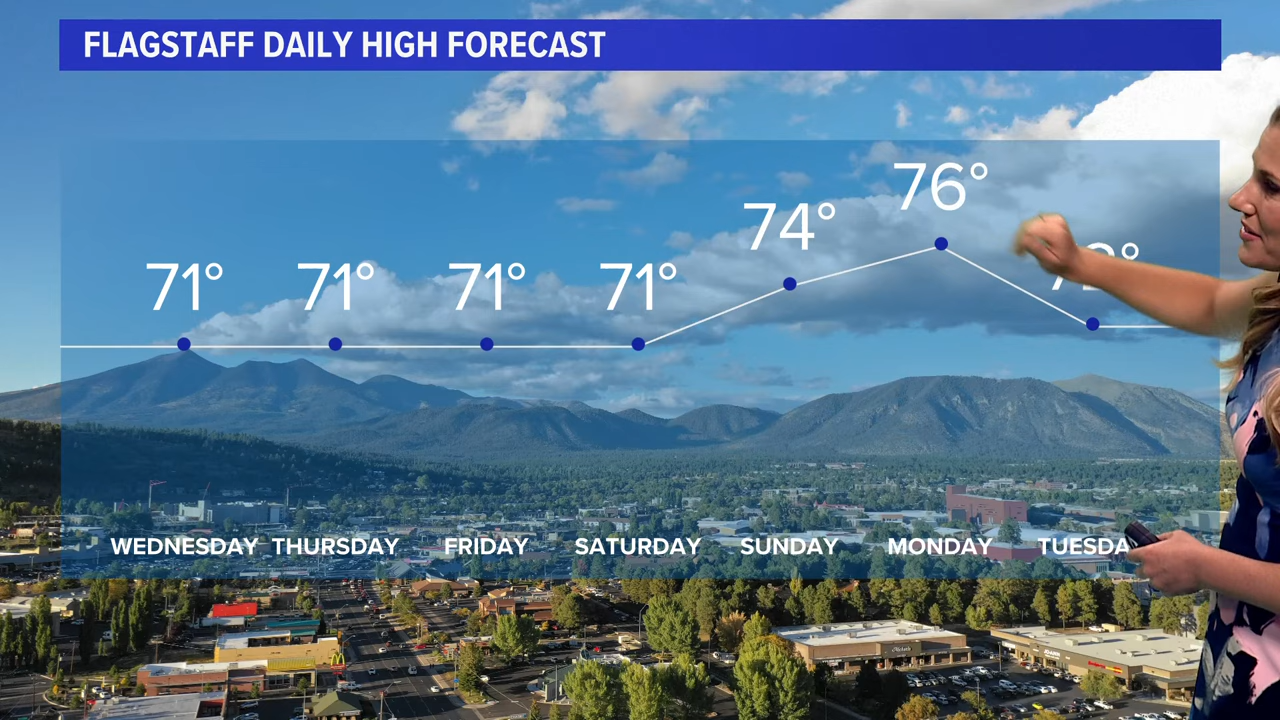 FLAGSTAFF DAILY HIGH FORECAST
71° 71° 71° 71° 74° 76°
WEDNESDAY THURSDAY FRIDAY SATURDAY SUNDAY MONDAY